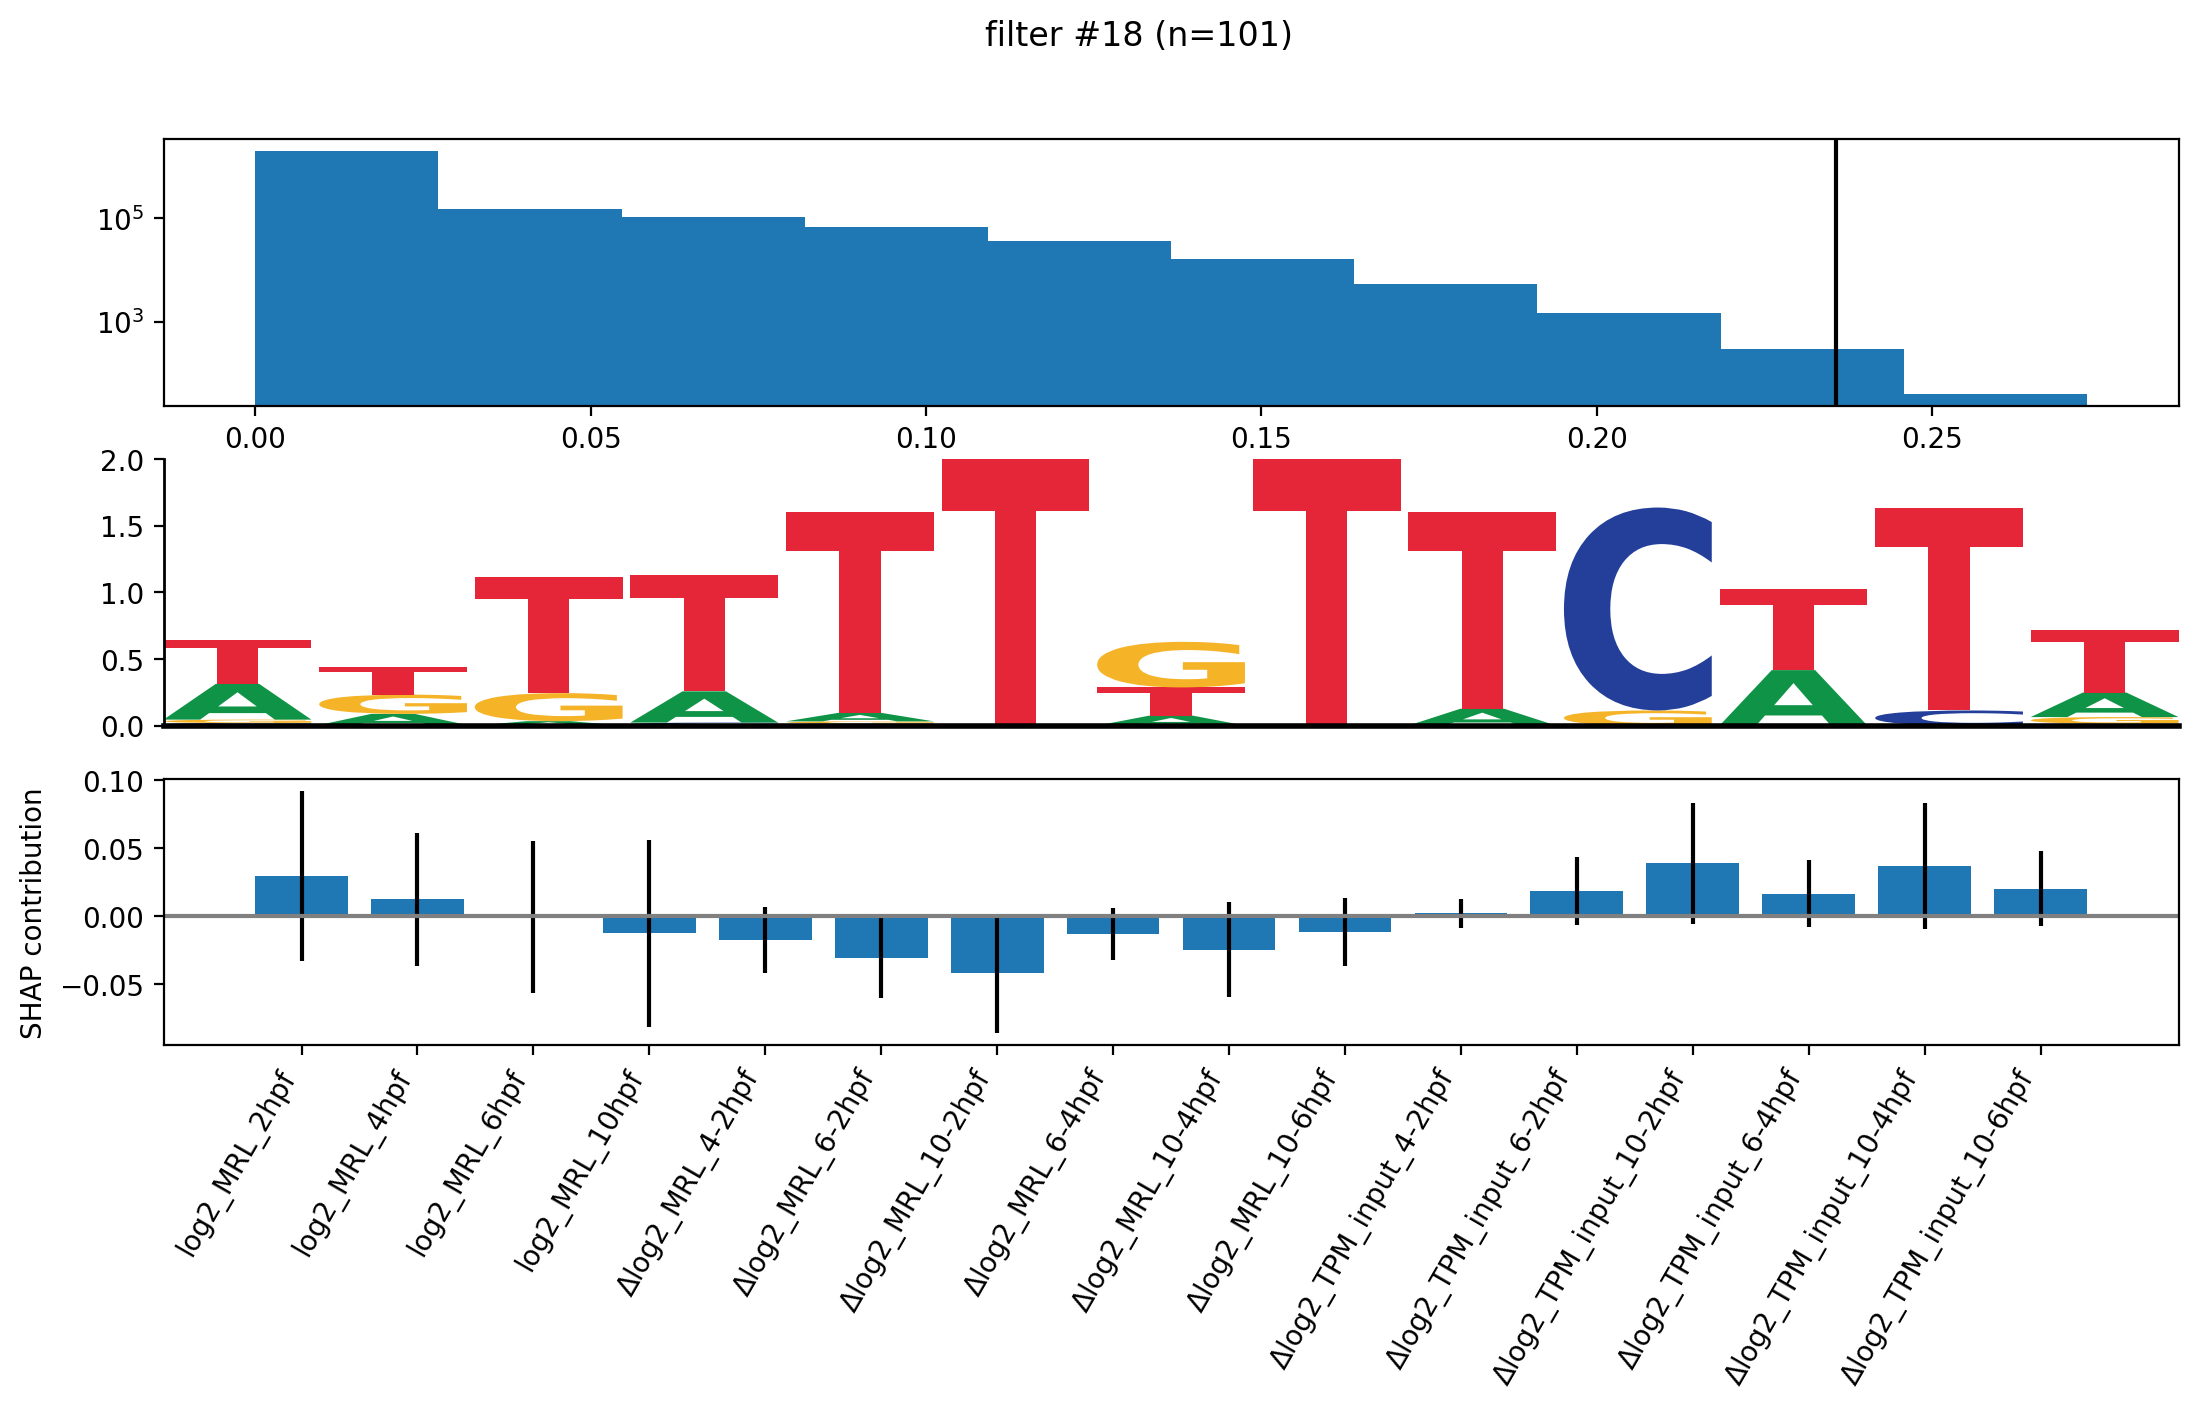 filter #18 (n=101)
10⁵
10³
0.00 0.05 0.10 0.15 0.20 0.25
2.0
1.5
1.0
0.5
0.0
T T T T T T G T T C T T T
A G G A A T A G A C A
A A G A G
0.10
0.05
0.00
−0.05
SHAP contribution
log2_MRL_2hpf
log2_MRL_4hpf
log2_MRL_6hpf
log2_MRL_10hpf
Δlog2_MRL_4-2hpf
Δlog2_MRL_6-2hpf
Δlog2_MRL_10-2hpf
Δlog2_MRL_6-4hpf
Δlog2_MRL_10-4hpf
Δlog2_MRL_10-6hpf
Δlog2_TPM_input_4-2hpf
Δlog2_TPM_input_6-2hpf
Δlog2_TPM_input_10-2hpf
Δlog2_TPM_input_6-4hpf
Δlog2_TPM_input_10-4hpf
Δlog2_TPM_input_10-6hpf